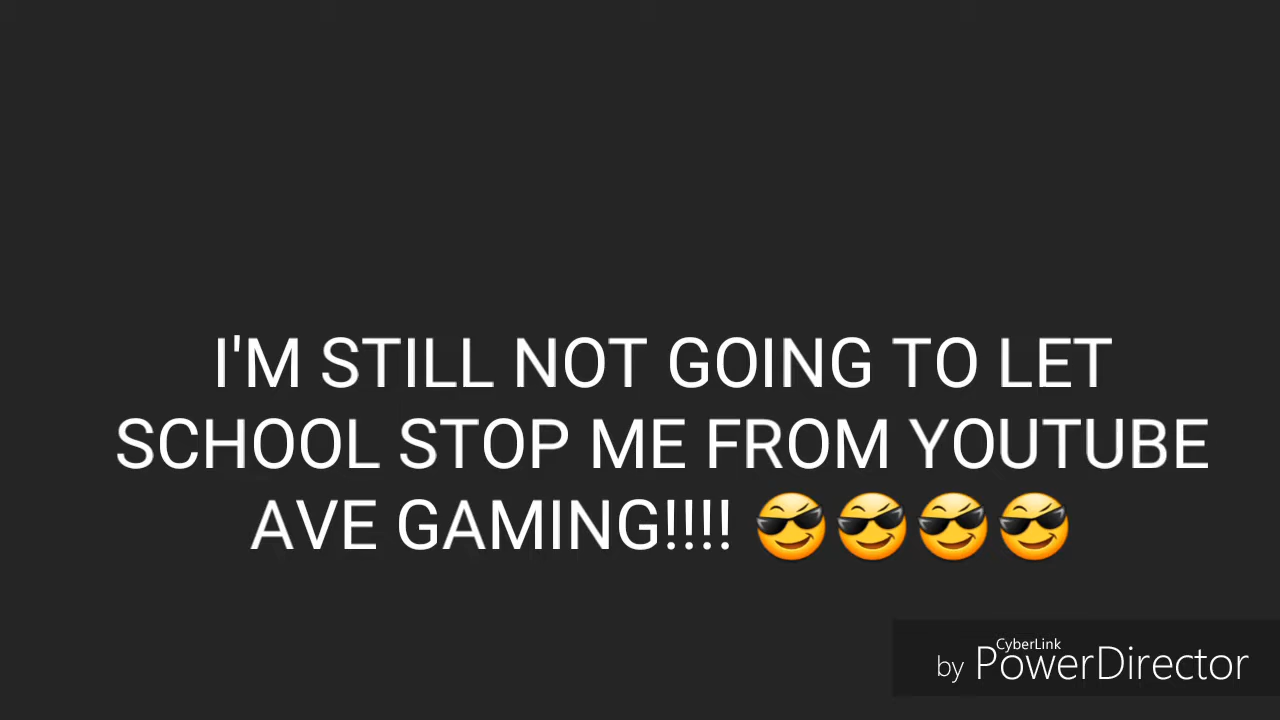 I'M STILL NOT GOING TO LET
SCHOOL STOP ME FROM YOUTUBE
AVE GAMING!!!! 😎😎😎😎
by CyberLink PowerDirector